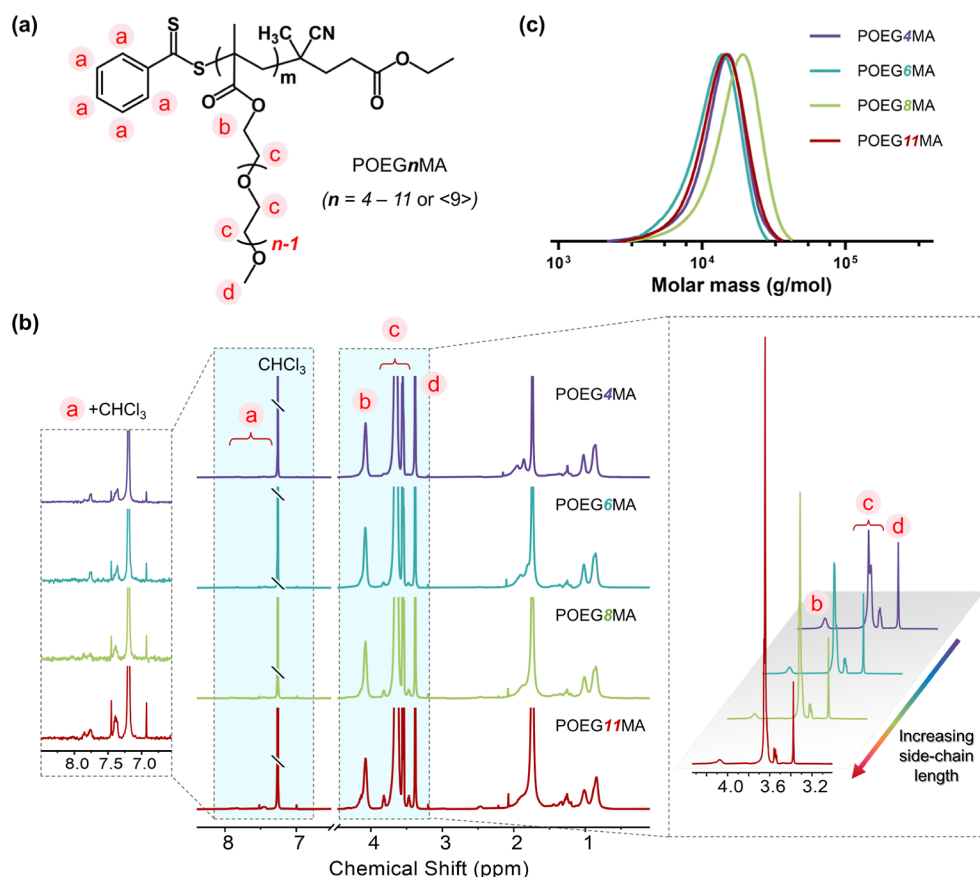 (a)
S
S
H₃C
CN
m
O
O
O
O
a
a
a
a
a
b
c
O
c
c
O
n-1
d
POEGnMA
(n = 4 – 11 or <9>)
(c)
POEG4MA
POEG6MA
POEG8MA
POEG11MA
10³
10⁴
10⁵
Molar mass (g/mol)
(b)
a +CHCl₃
8.0 7.5 7.0
CHCl₃
a
b
c
d
POEG4MA
POEG6MA
POEG8MA
POEG11MA
8 7 4 3 2 1
Chemical Shift (ppm)
c
d
b
4.0 3.6 3.2
Increasing
side-chain
length